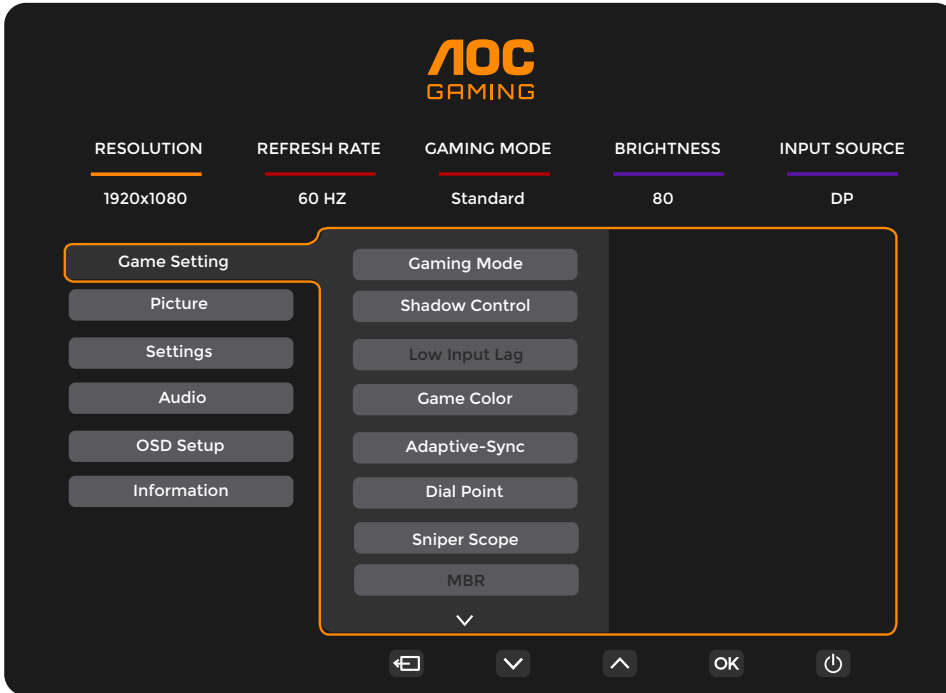 AOC
GAMING
RESOLUTION REFRESH RATE GAMING MODE BRIGHTNESS INPUT SOURCE
1920x1080 60 HZ Standard 80 DP
Game Setting
Picture
Settings
Audio
OSD Setup
Information
Gaming Mode
Shadow Control
Low Input Lag
Game Color
Adaptive-Sync
Dial Point
Sniper Scope
MBR
OK